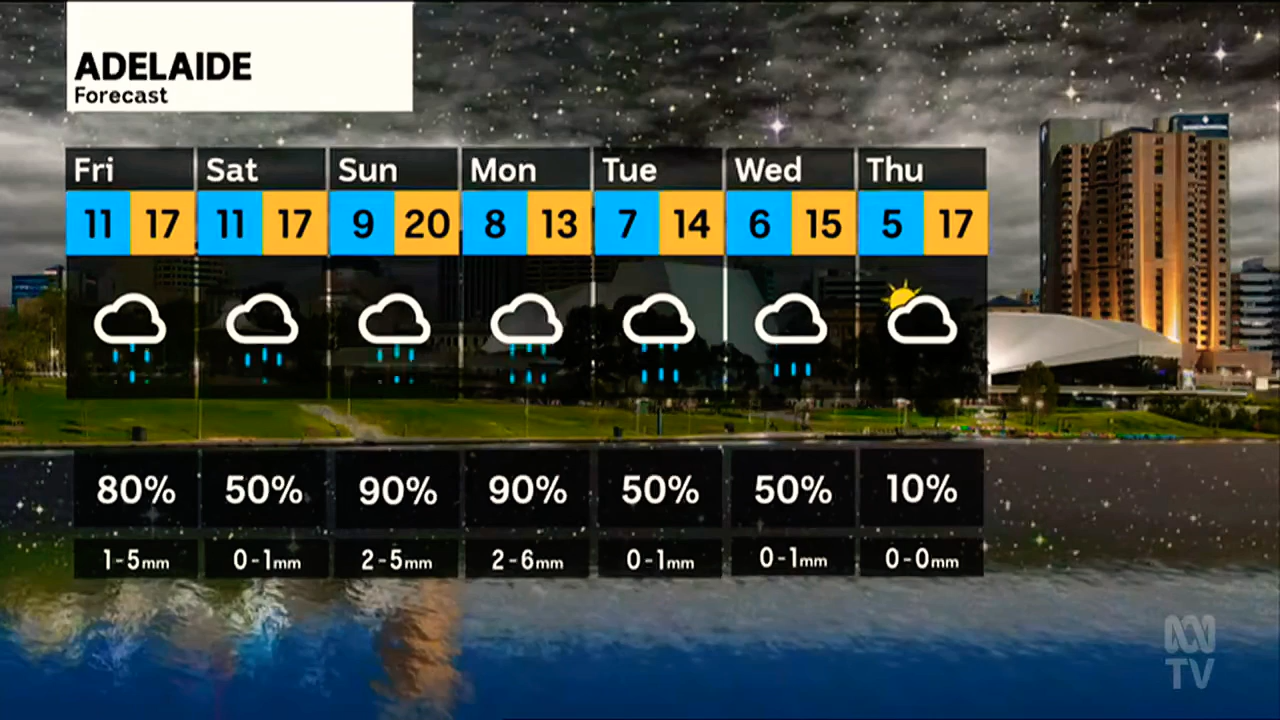 ADELAIDE
Forecast
Fri Sat Sun Mon Tue Wed Thu
11 17 11 17 9 20 8 13 7 14 6 15 5 17
80% 50% 90% 90% 50% 50% 10%
1-5mm 0-1mm 2-5mm 2-6mm 0-1mm 0-1mm 0-0mm
TV